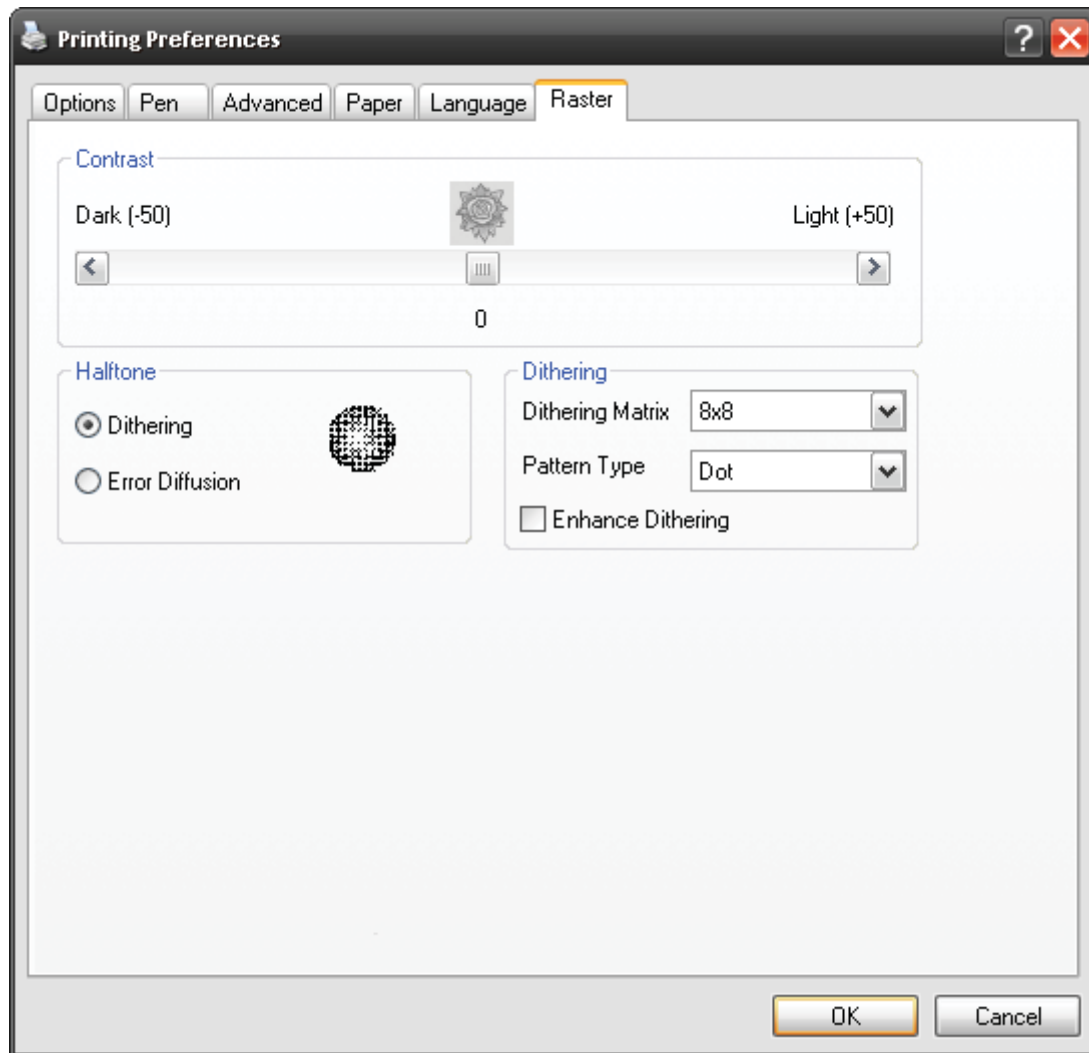 Printing Preferences
Options Pen Advanced Paper Language Raster
Contrast
Dark (-50) Light (+50)
0
Halftone
Dithering
Error Diffusion
Dithering
Dithering Matrix 8x8
Pattern Type Dot
Enhance Dithering
OK Cancel